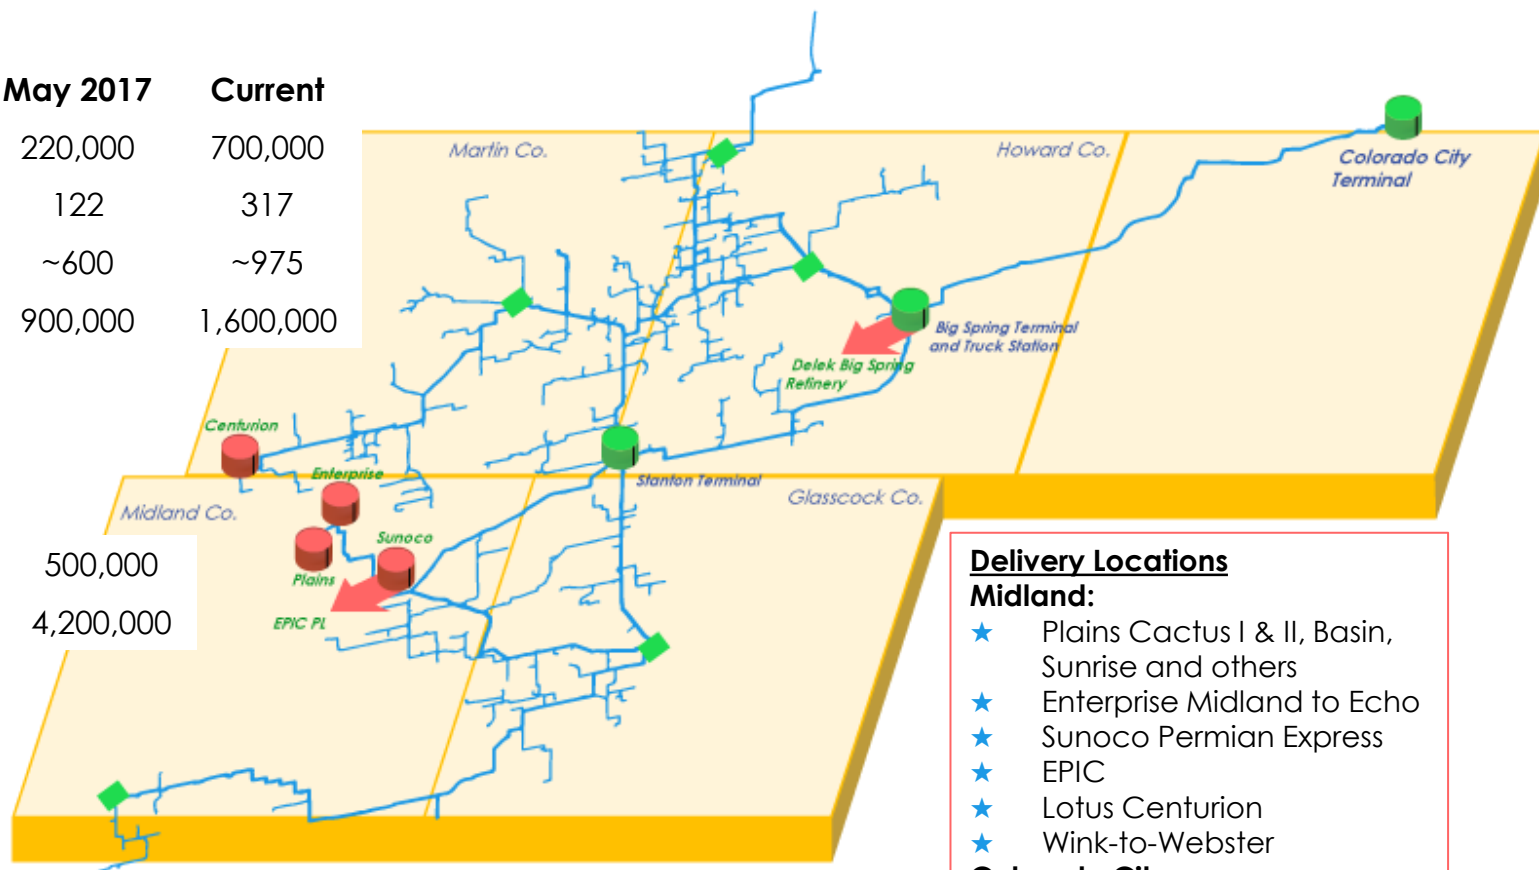 May 2017 Current
220,000 700,000
122 317
~600 ~975
900,000 1,600,000
Martin Co.
Howard Co.
Colorado City
Terminal
Big Spring Terminal
and Truck Station
Delek Big Spring
Refinery
Centurion
Enterprise
Stanton Terminal
Midland Co.
Glasscock Co.
Sunoco
Plains
EPIC PL
500,000
4,200,000
Delivery Locations
Midland:
★ Plains Cactus I & II, Basin,
Sunrise and others
★ Enterprise Midland to Echo
★ Sunoco Permian Express
★ EPIC
★ Lotus Centurion
★ Wink-to-Webster